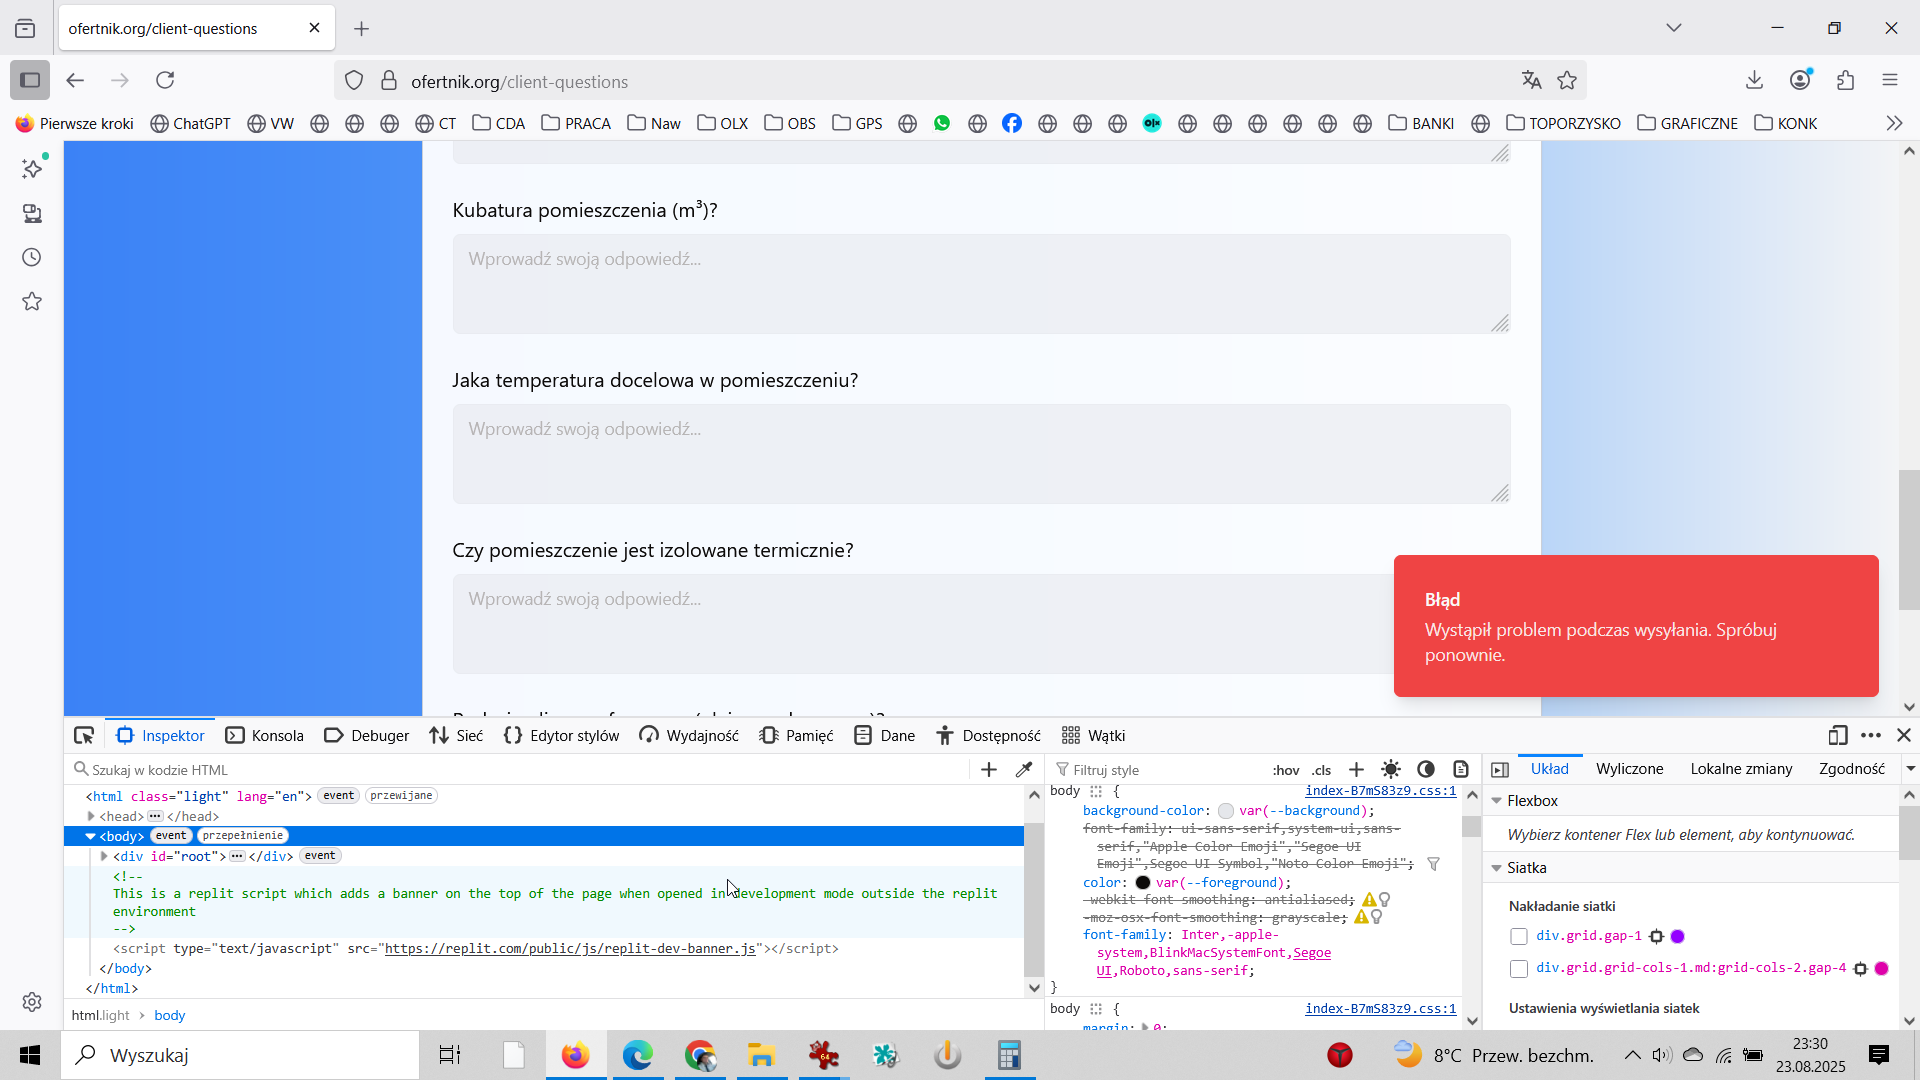 ofertnik.org/client-questions
ofertnik.org/client-questions
Pierwsze kroki ChatGPT VW CT CDA PRACA Naw OLX OBS GPS olx BANKI TOPORZYSKO GRAFICZNE KONK
Kubatura pomieszczenia (m³)?
Wprowadź swoją odpowiedź...
Jaka temperatura docelowa w pomieszczeniu?
Wprowadź swoją odpowiedź...
Czy pomieszczenie jest izolowane termicznie?
Wprowadź swoją odpowiedź...
Błąd
Wystąpił problem podczas wysyłania. Spróbuj
ponownie.
Inspektor Konsola Debuger Sieć Edytor stylów Wydajność Pamięć Dane Dostępność Wątki
Szukaj w kodzie HTML
<html class="light" lang="en"> event przewijane
<head> ••• </head>
<body> event przepełnienie
<div id="root"> ••• </div> event
<!--
This is a replit script which adds a banner on the top of the page when opened in development mode outside the replit
environment
-->
<script type="text/javascript" src="https://replit.com/public/js/replit-dev-banner.js"></script>
</body>
</html>
html.light > body
Filtruj style :hov .cls
body { index-B7mS83z9.css:1
background-color: var(--background);
font-family: ui-sans-serif,system-ui,sans-
serif,"Apple Color Emoji","Segoe UI
Emoji",Segoe UI Symbol,"Noto Color Emoji";
color: var(--foreground);
-webkit-font-smoothing: antialiased;
-moz-osx-font-smoothing: grayscale;
font-family: Inter,-apple-
system,BlinkMacSystemFont,Segoe
UI,Roboto,sans-serif;
}
body { index-B7mS83z9.css:1
margin: 0;
Układ Wyliczone Lokalne zmiany Zgodność
Flexbox
Wybierz kontener Flex lub element, aby kontynuować.
Siatka
Nakładanie siatki
div.grid.gap-1
div.grid.grid-cols-1.md:grid-cols-2.gap-4
Ustawienia wyświetlania siatek
Wyszukaj
64
8°C Przew. bezchm.
23:30
23.08.2025